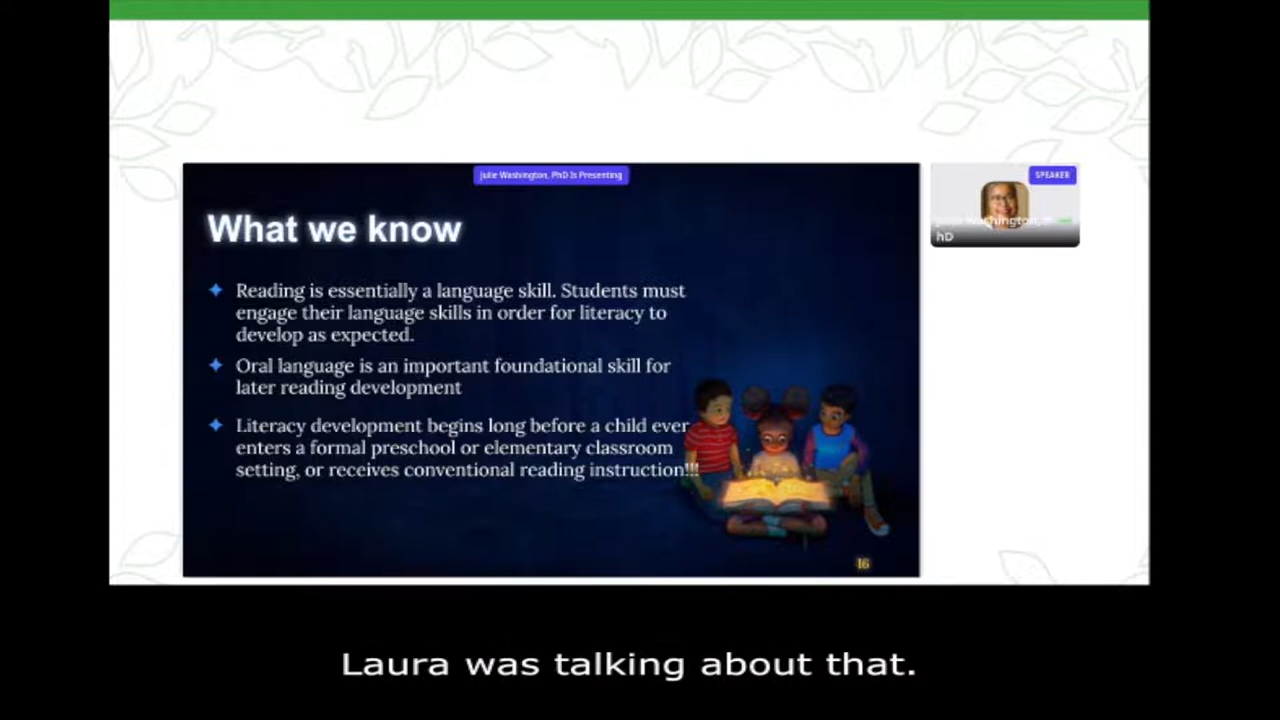 Julie Washington, PhD Is Presenting
SPEAKER
What we know
Washington, P
hD
Reading is essentially a language skill. Students must
engage their language skills in order for literacy to
develop as expected.
Oral language is an important foundational skill for
later reading development
Literacy development begins long before a child ever
enters a formal preschool or elementary classroom
setting, or receives conventional reading instruction!!!
16
Laura was talking about that.